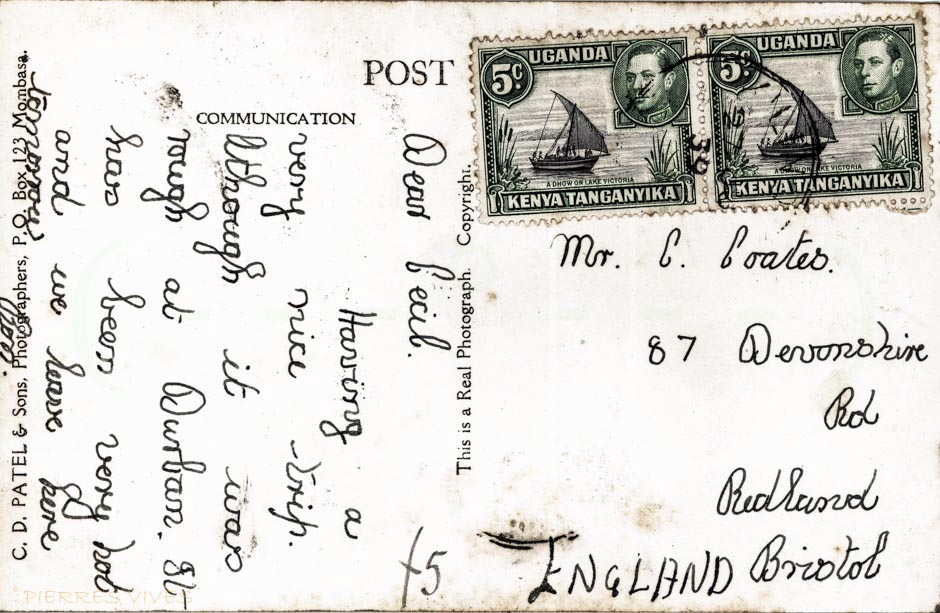 POST
COMMUNICATION
Dear Cecil.
Having a
very nice trip.
Although it was
rough at Durban. It
has been very hot
and we leave here
tomorrow
C. D. PATEL & Sons, Photographers, P.O. Box 123 Mombasa.
This is a Real Photograph. Copyright.
UGANDA
5c
A DHOW ON LAKE VICTORIA
KENYA TANGANYIKA
UGANDA
5c
A DHOW ON LAKE VICTORIA
KENYA TANGANYIKA
39
Mr. C. Coates.
87 Devonshire
Rd
Redland
Bristol
ENGLAND
45
PIERRES VIVES